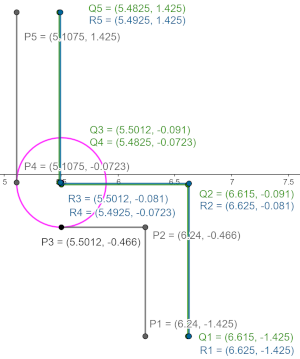 Q5 = (5.4825, 1.425)
R5 = (5.4925, 1.425)
P5 = (5.1075, 1.425)
Q3 = (5.5012, -0.091)
Q4 = (5.4825, -0.0723)
P4 = (5.1075, -0.0723)
5
6
6.5
7
7.5
R3 = (5.5012, -0.081)
R4 = (5.4925, -0.0723)
Q2 = (6.615, -0.091)
R2 = (6.625, -0.081)
P3 = (5.5012, -0.466)
P2 = (6.24, -0.466)
P1 = (6.24, -1.425)
Q1 = (6.615, -1.425)
R1 = (6.625, -1.425)